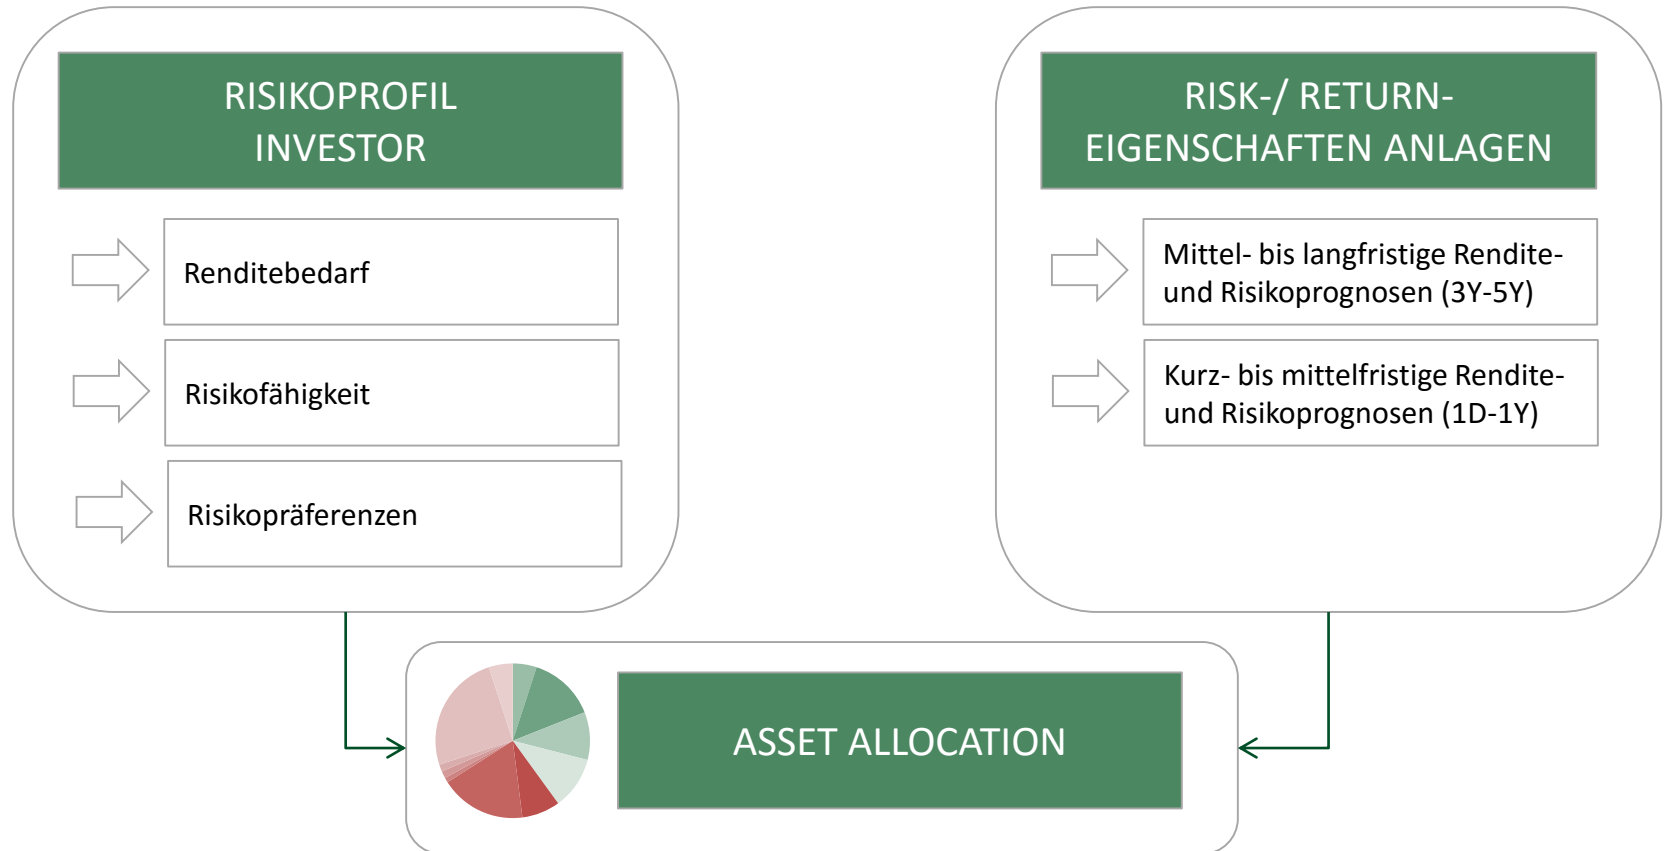 RISIKOPROFIL
INVESTOR
Renditebedarf
Risikofähigkeit
Risikopräferenzen
RISK-/ RETURN-
EIGENSCHAFTEN ANLAGEN
Mittel- bis langfristige Rendite-
und Risikoprognosen (3Y-5Y)
Kurz- bis mittelfristige Rendite-
und Risikoprognosen (1D-1Y)
ASSET ALLOCATION